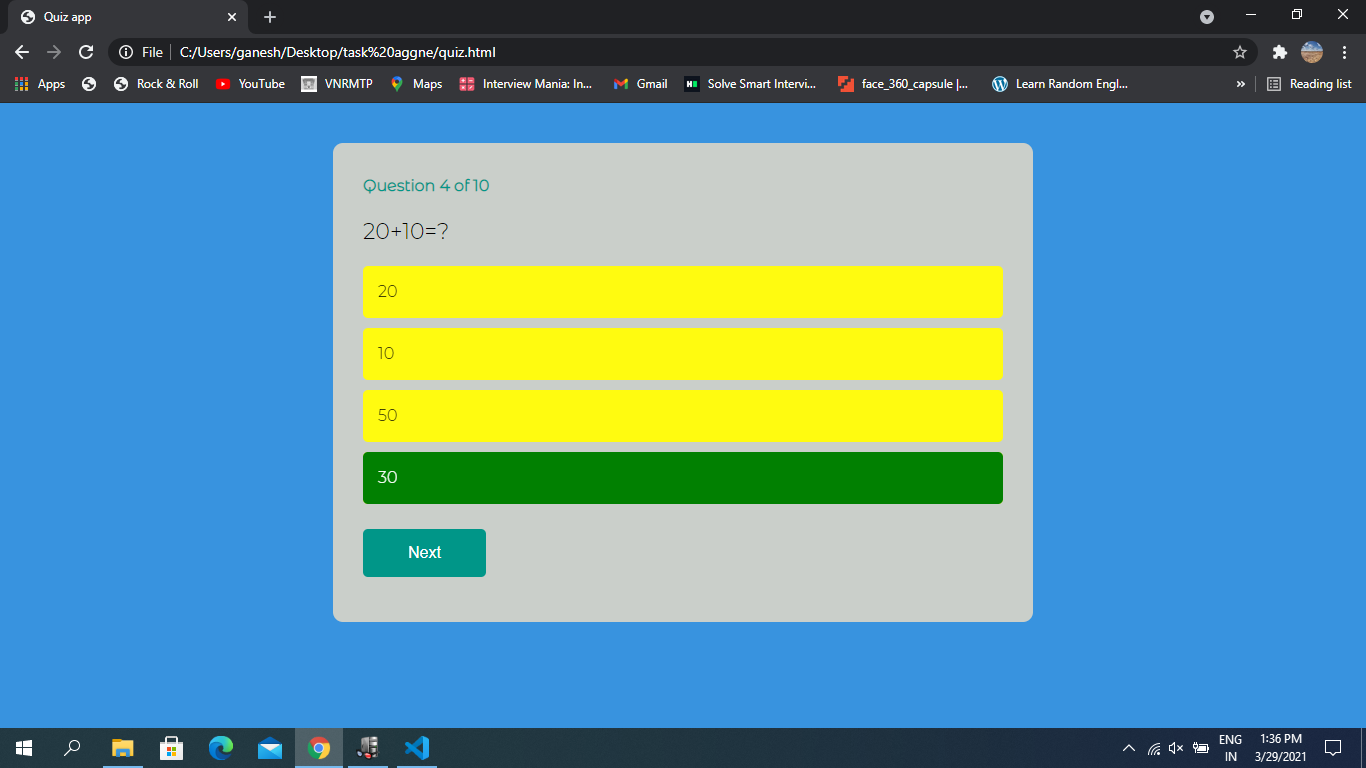 Quiz app
File
C:/Users/ganesh/Desktop/task%20aggne/quiz.html
Apps
Rock & Roll
YouTube
VNRMTP
Maps
Interview Mania: In...
Gmail
Solve Smart Intervi...
face_360_capsule |...
Learn Random Engl...
»
Reading list
Question 4 of 10
20+10=?
20
10
50
30
Next
ENG
IN
1:36 PM
3/29/2021